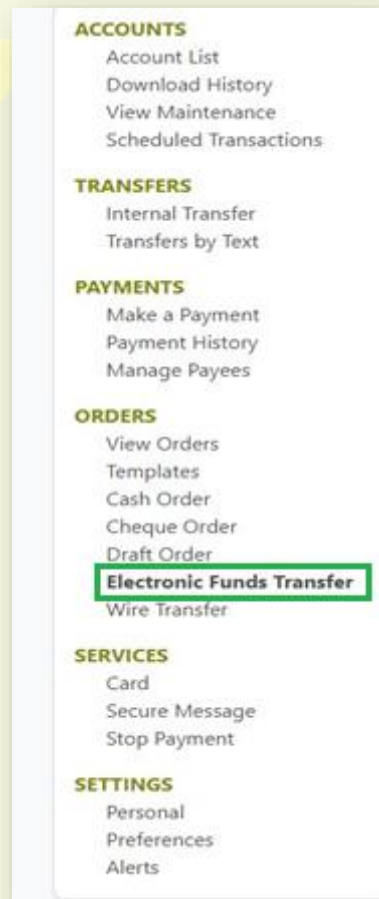 ACCOUNTS
Account List
Download History
View Maintenance
Scheduled Transactions
TRANSFERS
Internal Transfer
Transfers by Text
PAYMENTS
Make a Payment
Payment History
Manage Payees
ORDERS
View Orders
Templates
Cash Order
Cheque Order
Draft Order
Electronic Funds Transfer
Wire Transfer
SERVICES
Card
Secure Message
Stop Payment
SETTINGS
Personal
Preferences
Alerts